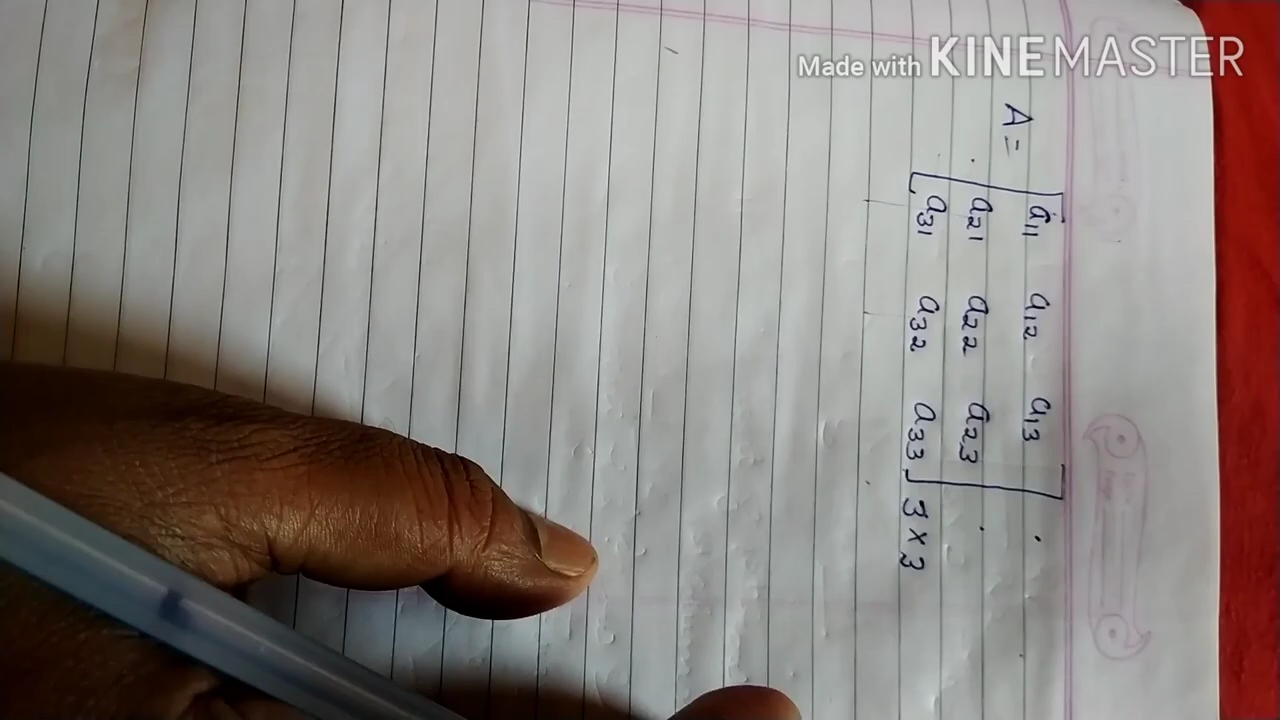 Made with KINEMASTER
A =
a11 a12 a13
a21 a22 a23
a31 a32 a33 3 x 3